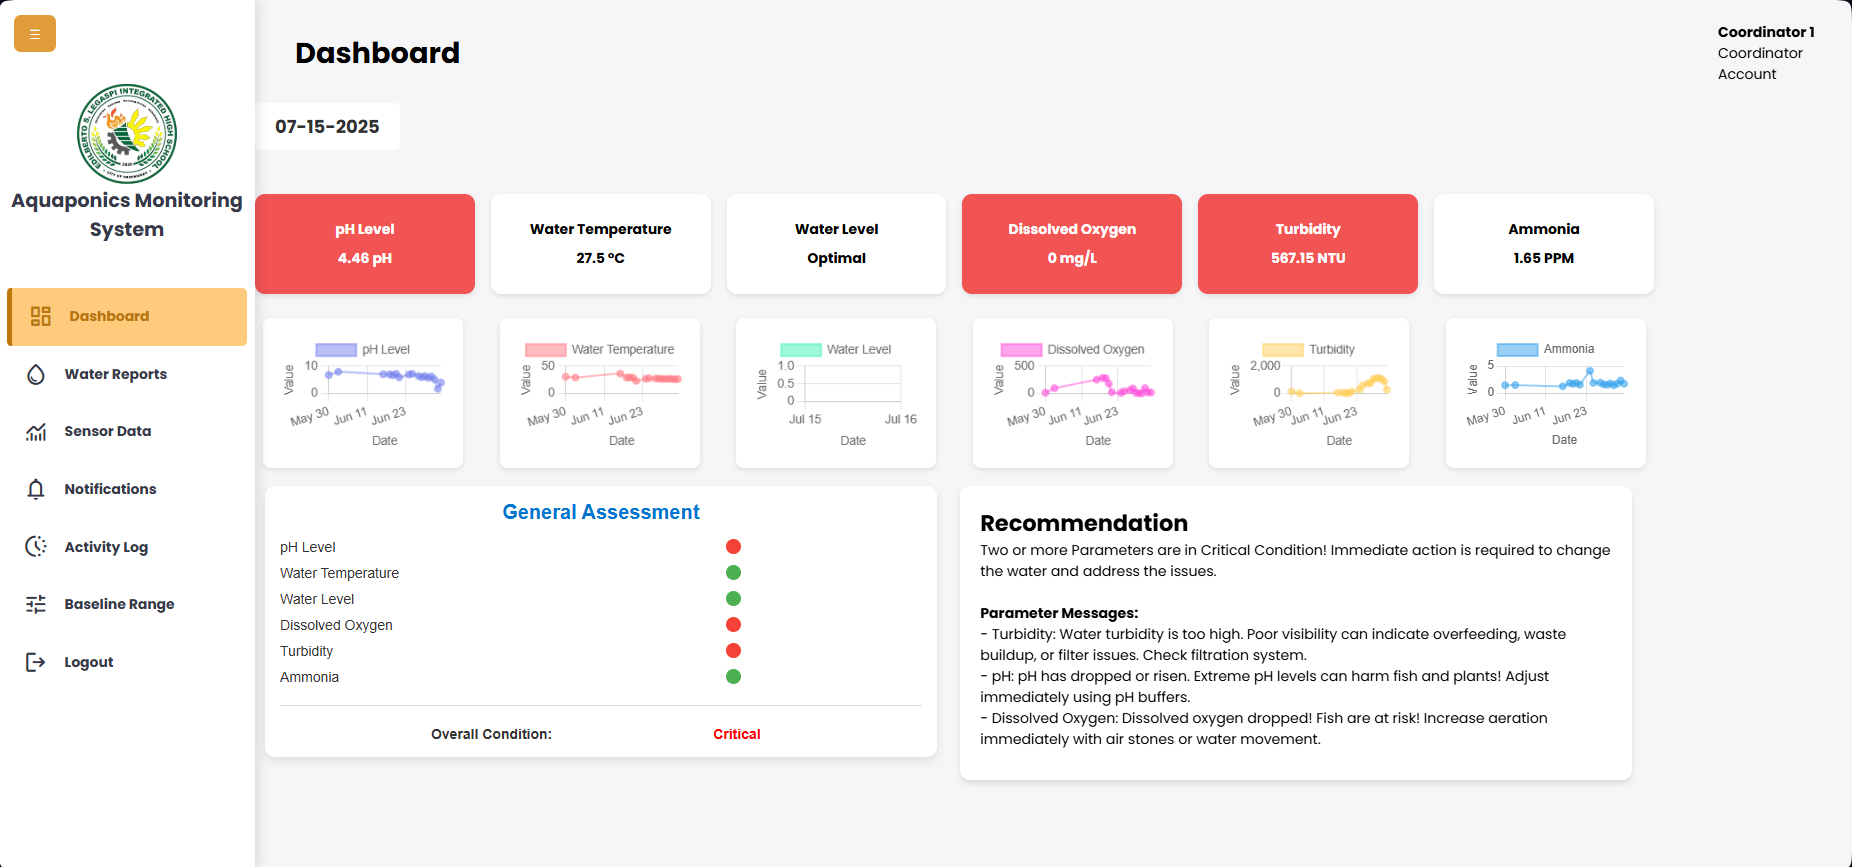 ☰
Dashboard
Coordinator 1
Coordinator
Account
07-15-2025
EDILBERTO S. LEGASPI INTEGRATED HIGH SCHOOL
Aquaponics Monitoring
System
Dashboard
Water Reports
Sensor Data
Notifications
Activity Log
Baseline Range
Logout
pH Level
4.46 pH
Water Temperature
27.5 °C
Water Level
Optimal
Dissolved Oxygen
0 mg/L
Turbidity
567.15 NTU
Ammonia
1.65 PPM
pH Level
10
0
Value
May 30 Jun 11 Jun 23
Date
Water Temperature
50
0
Value
May 30 Jun 11 Jun 23
Date
Water Level
1.0
0.5
0
Value
Jul 15 Jul 16
Date
Dissolved Oxygen
500
0
Value
May 30 Jun 11 Jun 23
Date
Turbidity
2,000
0
Value
May 30 Jun 11 Jun 23
Date
Ammonia
5
0
Value
May 30 Jun 11 Jun 23
Date
General Assessment
pH Level
Water Temperature
Water Level
Dissolved Oxygen
Turbidity
Ammonia
Overall Condition: Critical
Recommendation
Two or more Parameters are in Critical Condition! Immediate action is required to change
the water and address the issues.
Parameter Messages:
- Turbidity: Water turbidity is too high. Poor visibility can indicate overfeeding, waste
buildup, or filter issues. Check filtration system.
- pH: pH has dropped or risen. Extreme pH levels can harm fish and plants! Adjust
immediately using pH buffers.
- Dissolved Oxygen: Dissolved oxygen dropped! Fish are at risk! Increase aeration
immediately with air stones or water movement.